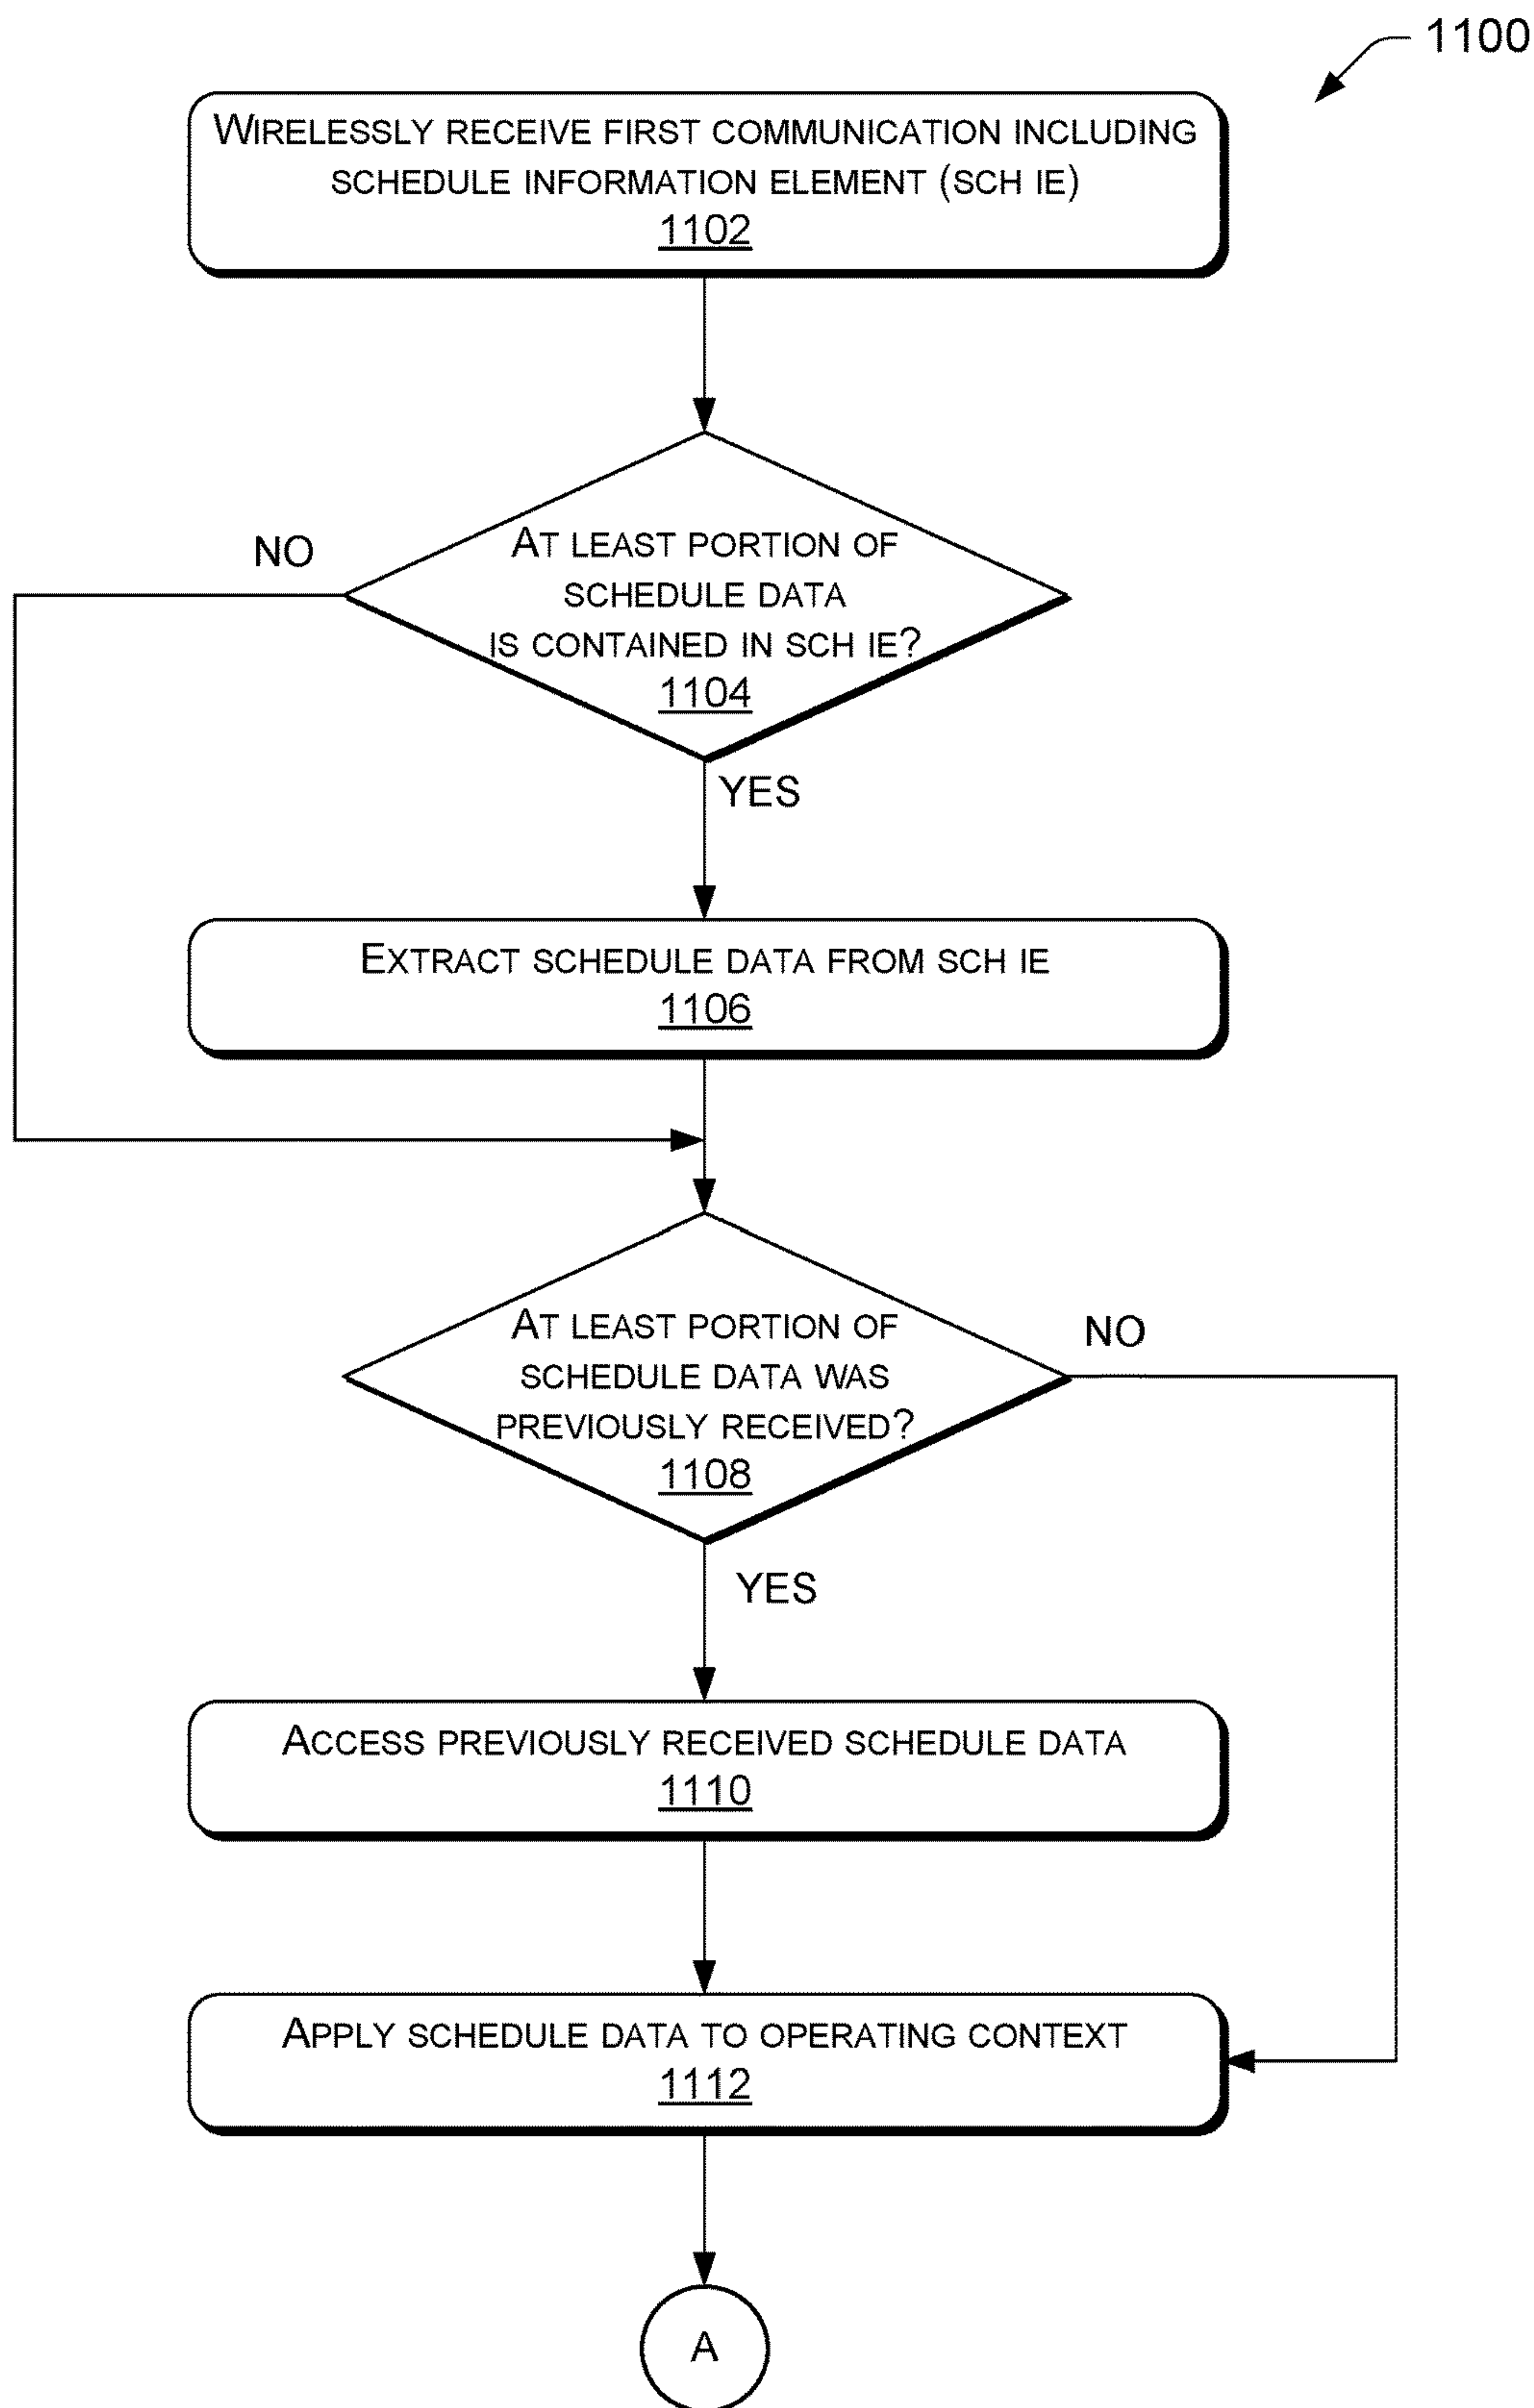 1100
WIRELESSLY RECEIVE FIRST COMMUNICATION INCLUDING
SCHEDULE INFORMATION ELEMENT (SCH IE)
1102
AT LEAST PORTION OF
SCHEDULE DATA
IS CONTAINED IN SCH IE?
1104
NO
YES
EXTRACT SCHEDULE DATA FROM SCH IE
1106
AT LEAST PORTION OF
SCHEDULE DATA WAS
PREVIOUSLY RECEIVED?
1108
NO
YES
ACCESS PREVIOUSLY RECEIVED SCHEDULE DATA
1110
APPLY SCHEDULE DATA TO OPERATING CONTEXT
1112
A